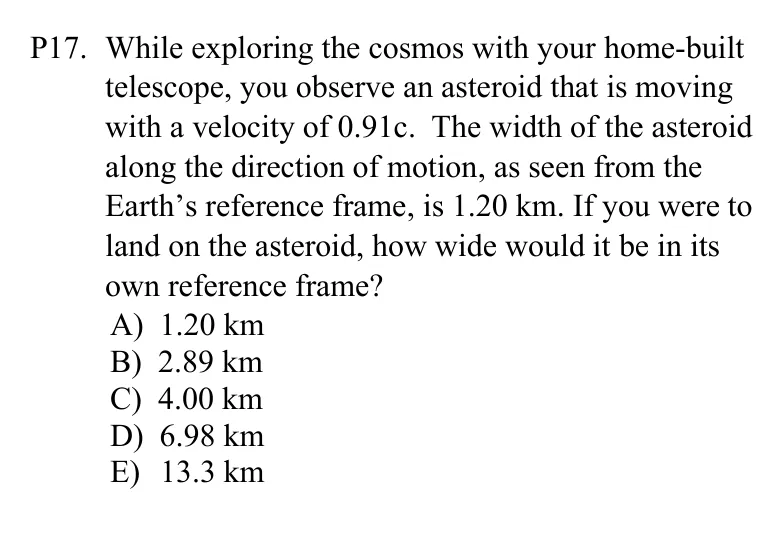 P17. While exploring the cosmos with your home-built
telescope, you observe an asteroid that is moving
with a velocity of 0.91c. The width of the asteroid
along the direction of motion, as seen from the
Earth’s reference frame, is 1.20 km. If you were to
land on the asteroid, how wide would it be in its
own reference frame?
A) 1.20 km
B) 2.89 km
C) 4.00 km
D) 6.98 km
E) 13.3 km